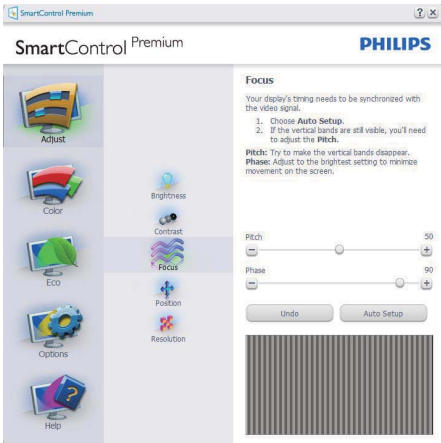 SmartControl Premium
SmartControl Premium
PHILIPS
Adjust
Color
Eco
Options
Help
Brightness
Contrast
Focus
Position
Resolution
Focus
Your display's timing needs to be synchronized with
the video signal.
1. Choose Auto Setup.
2. If the vertical bands are still visible, you'll need
to adjust the Pitch.
Pitch: Try to make the vertical bands disappear.
Phase: Adjust to the brightest setting to minimize
movement on the screen.
Pitch 50
Phase 90
Undo Auto Setup